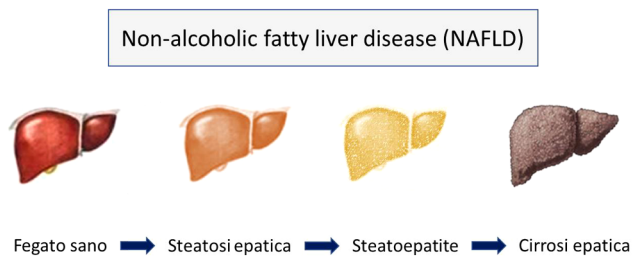 Non-alcoholic fatty liver disease (NAFLD)
Fegato sano Steatosi epatica Steatoepatite Cirrosi epatica